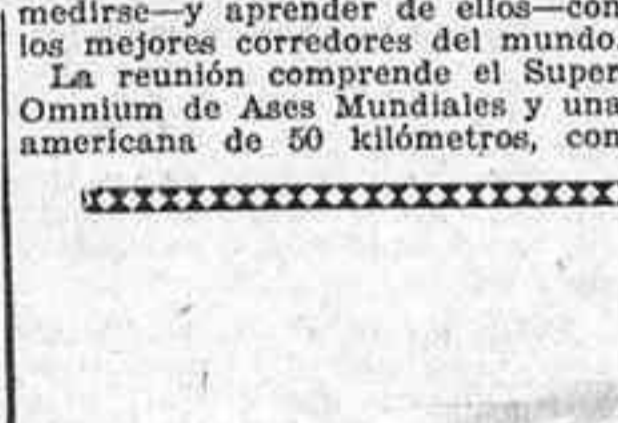 medirse—y aprender de ellos—con
los mejores corredores del mundo.
La reunión comprende el Super
Omnium de Ases Mundiales y una
americana de 50 kilómetros, con